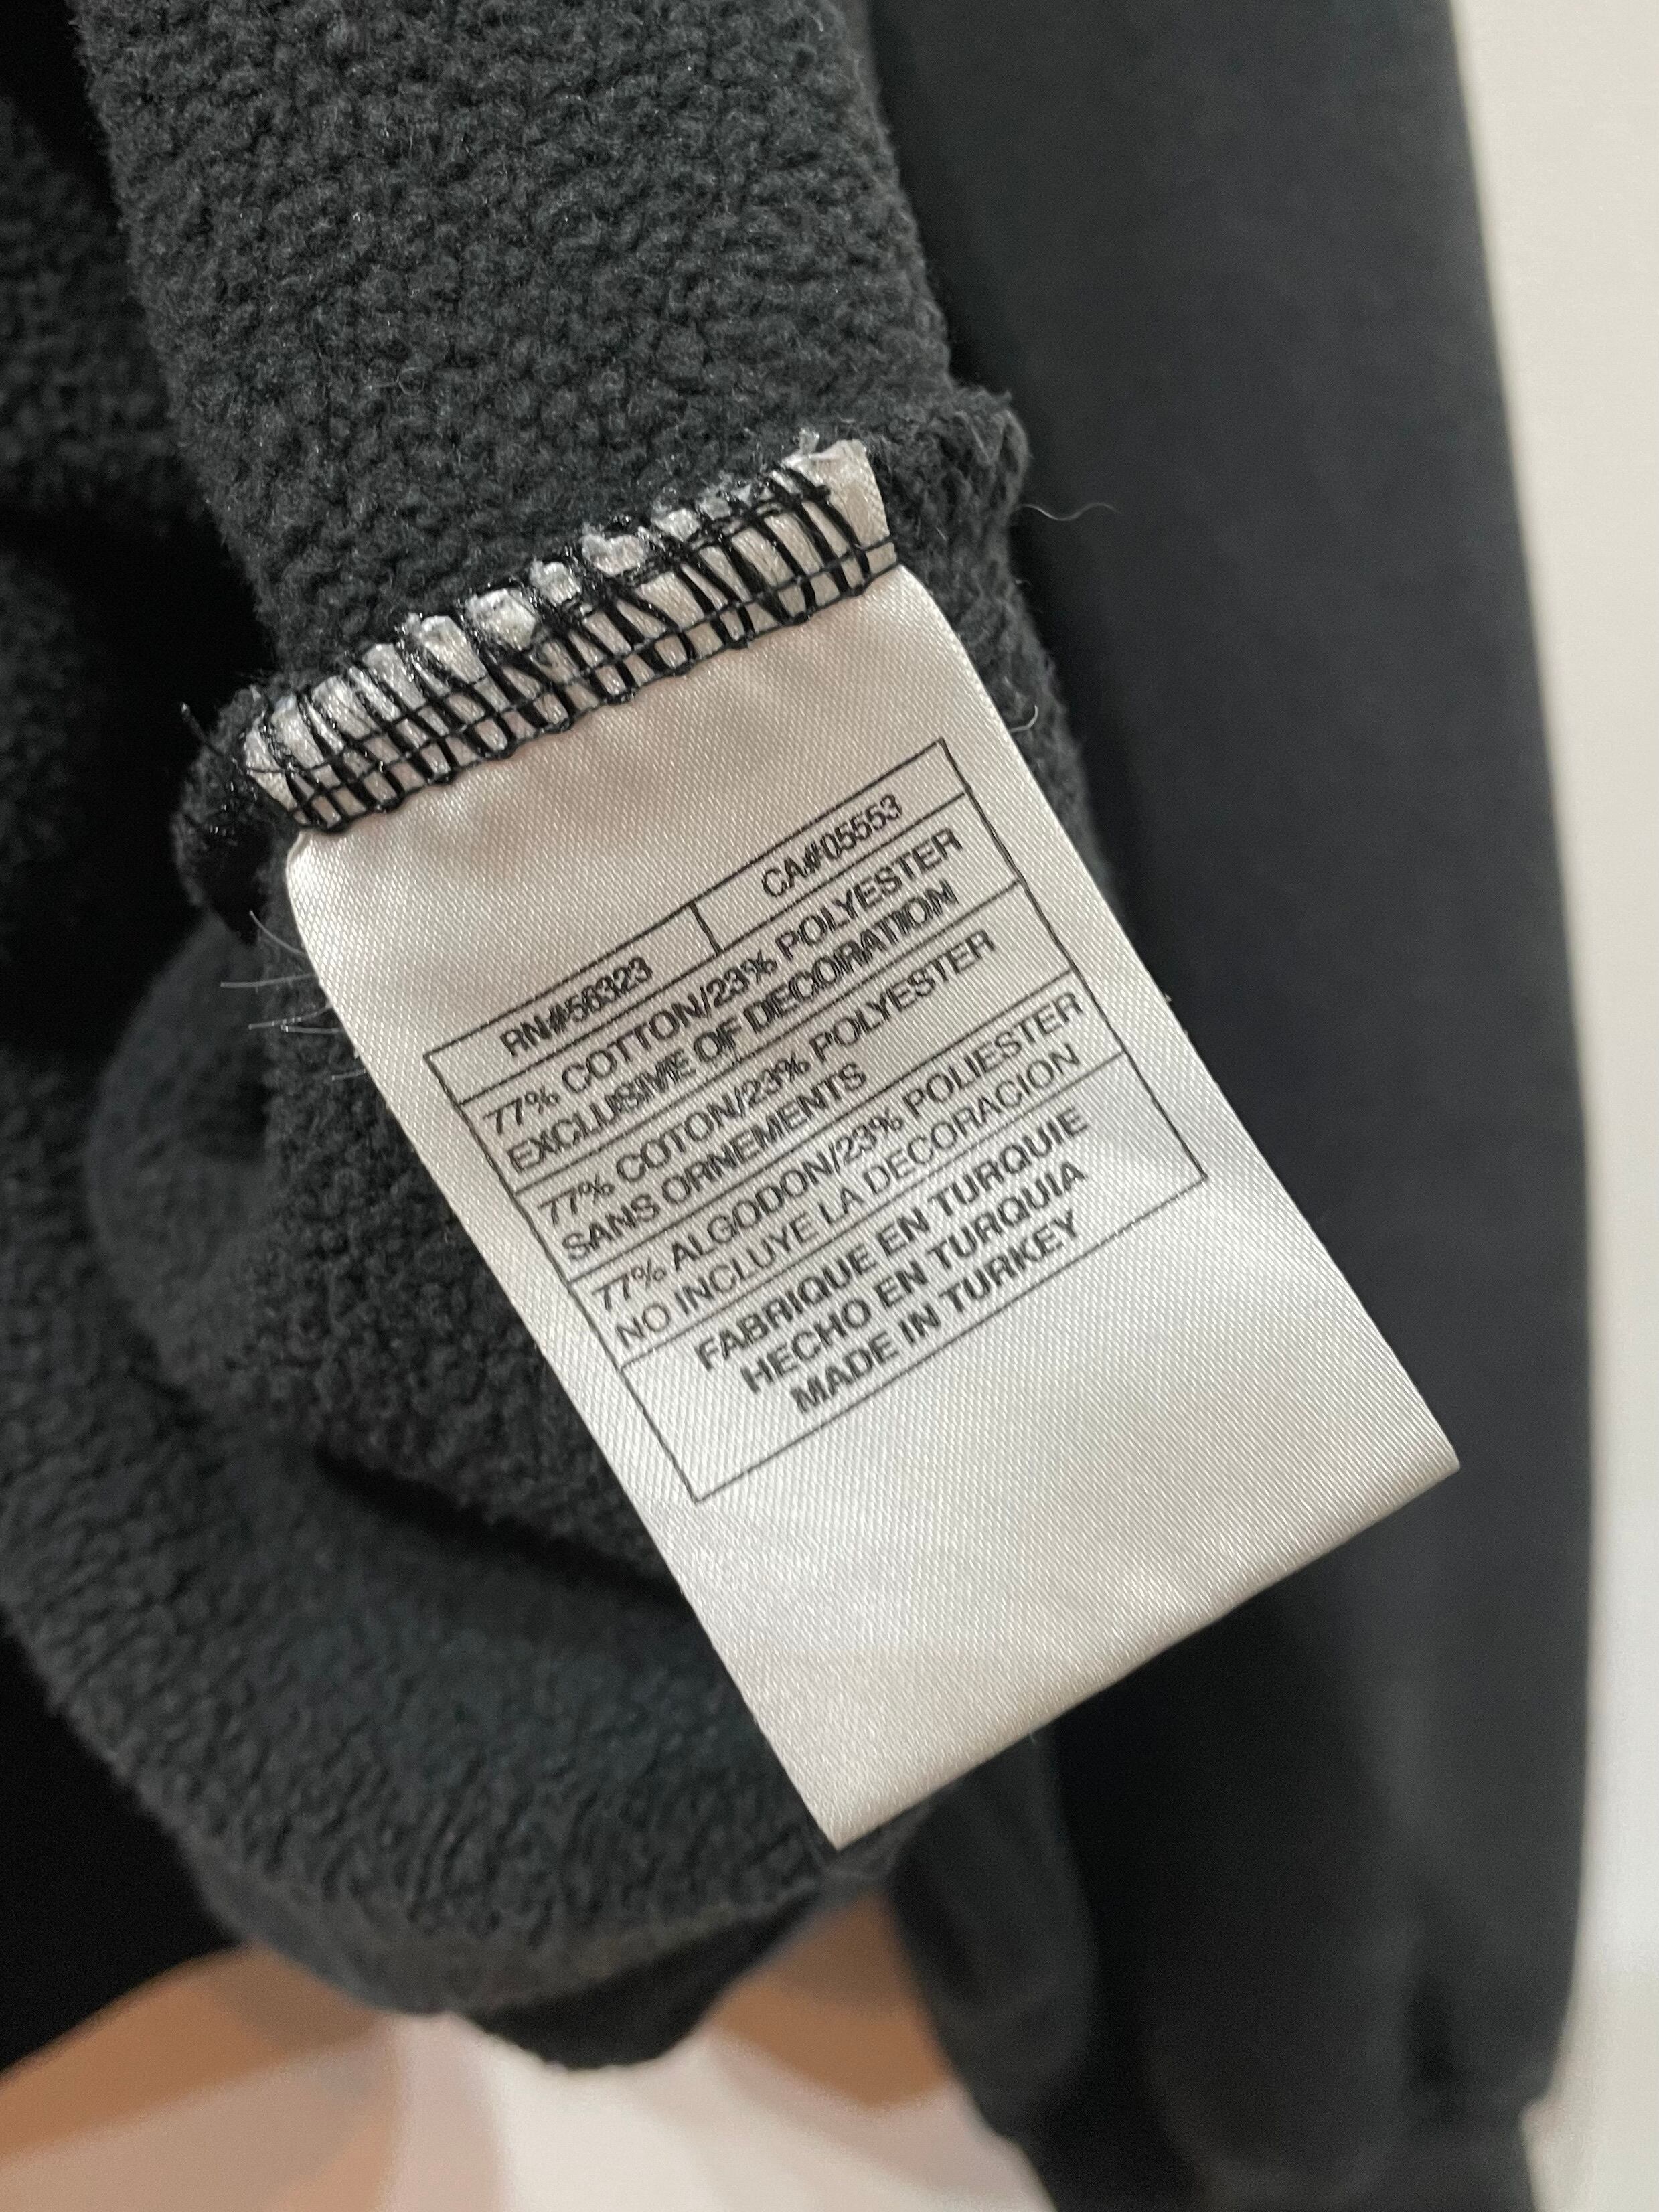 RN#56323 CA#05553
77% COTTON/23% POLYESTER
EXCLUSIVE OF DECORATION
77% COTON/23% POLYESTER
SANS ORNEMENTS
77% ALGODON/23% POLIESTER
NO INCLUYE LA DECORACION
FABRIQUE EN TURQUIE
HECHO EN TURQUIA
MADE IN TURKEY